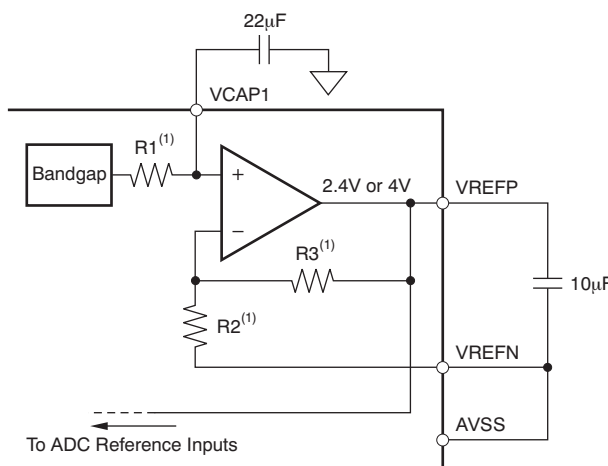 22μF
VCAP1
R1(1)
Bandgap
+
2.4V or 4V
VREFP
−
R3(1)
10μF
R2(1)
VREFN
AVSS
To ADC Reference Inputs